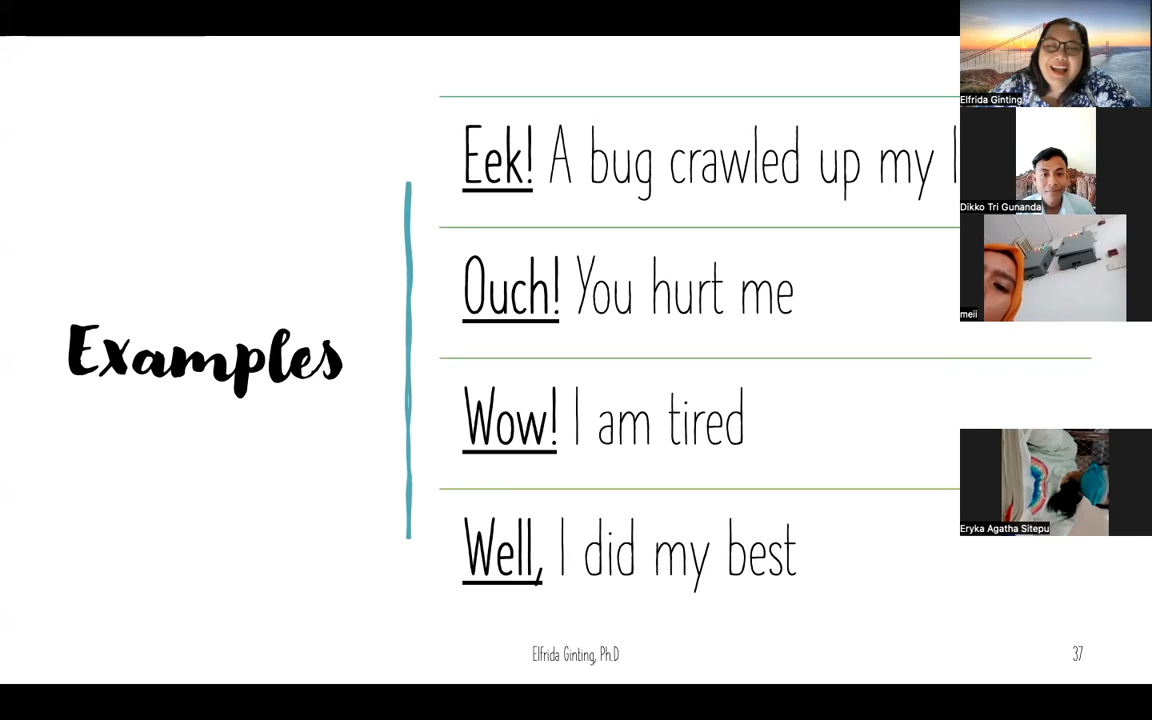 Examples
Eek! A bug crawled up my
Ouch! You hurt me
Wow! I am tired
Well, I did my best
Elfrida Ginting, Ph.D
37
Elfrida Ginting
Dikko Tri Gunanda
meii
Eryka Agatha Sitepu